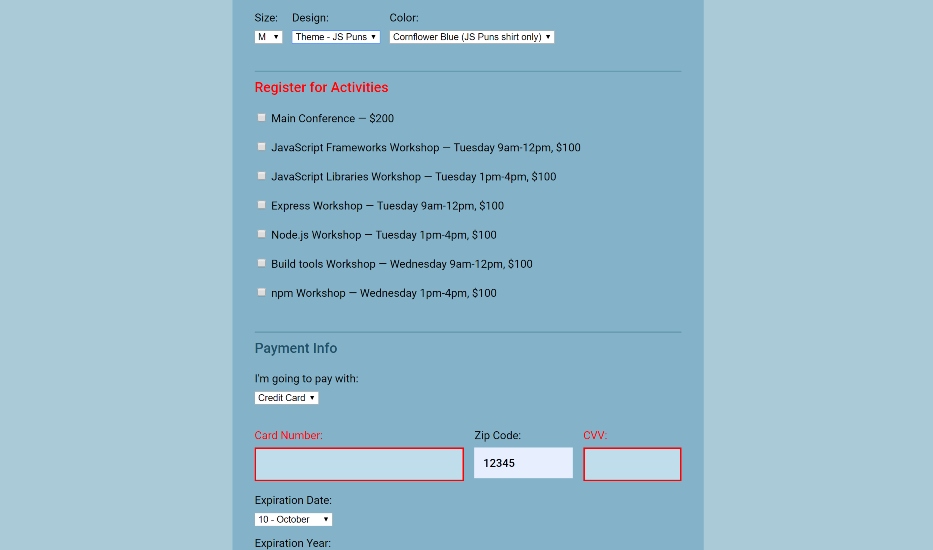 Size: Design: Color:
M Theme - JS Puns Cornflower Blue (JS Puns shirt only)
Register for Activities
Main Conference — $200
JavaScript Frameworks Workshop — Tuesday 9am-12pm, $100
JavaScript Libraries Workshop — Tuesday 1pm-4pm, $100
Express Workshop — Tuesday 9am-12pm, $100
Node.js Workshop — Tuesday 1pm-4pm, $100
Build tools Workshop — Wednesday 9am-12pm, $100
npm Workshop — Wednesday 1pm-4pm, $100
Payment Info
I'm going to pay with:
Credit Card
Card Number: Zip Code: CVV:
12345
Expiration Date:
10 - October
Expiration Year: